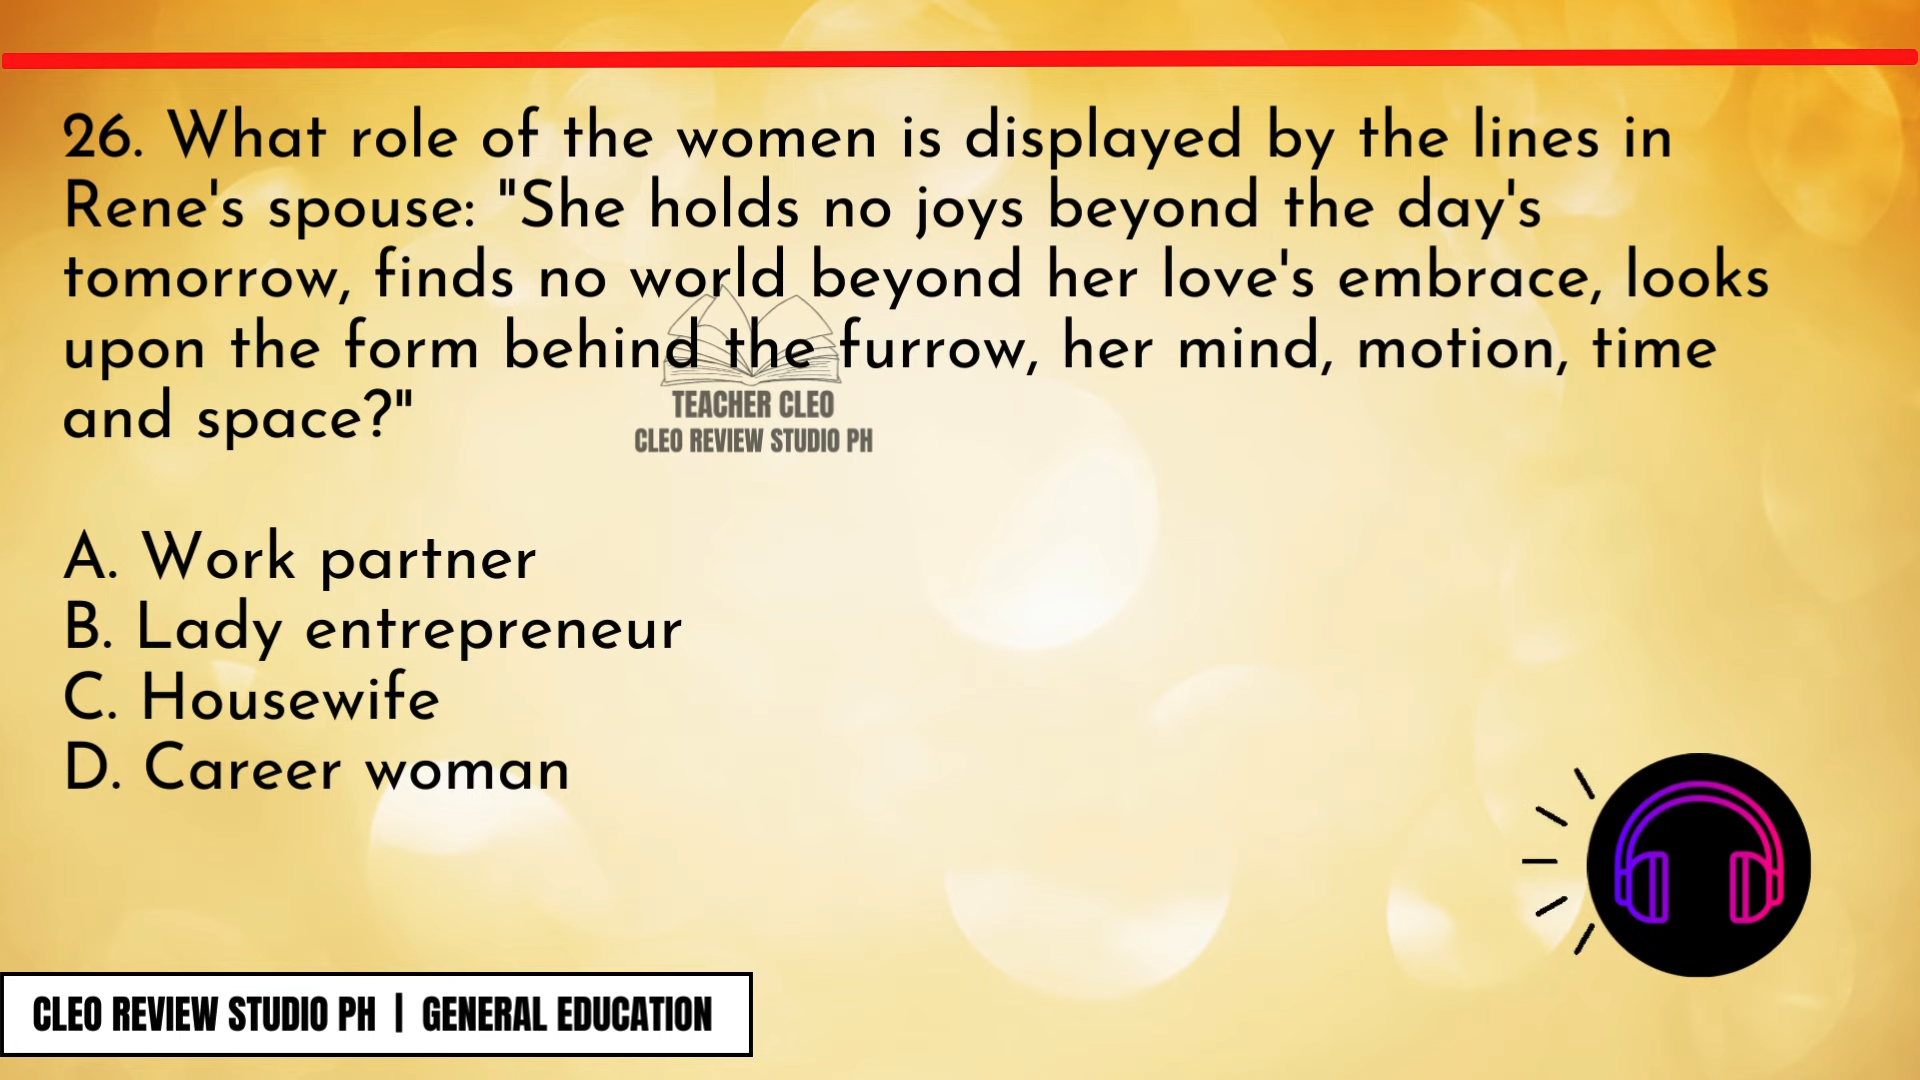 26. What role of the women is displayed by the lines in
Rene's spouse: "She holds no joys beyond the day's
tomorrow, finds no world beyond her love's embrace, looks
upon the form behind the furrow, her mind, motion, time
and space?"
TEACHER CLEO
CLEO REVIEW STUDIO PH
A. Work partner
B. Lady entrepreneur
C. Housewife
D. Career woman
CLEO REVIEW STUDIO PH | GENERAL EDUCATION